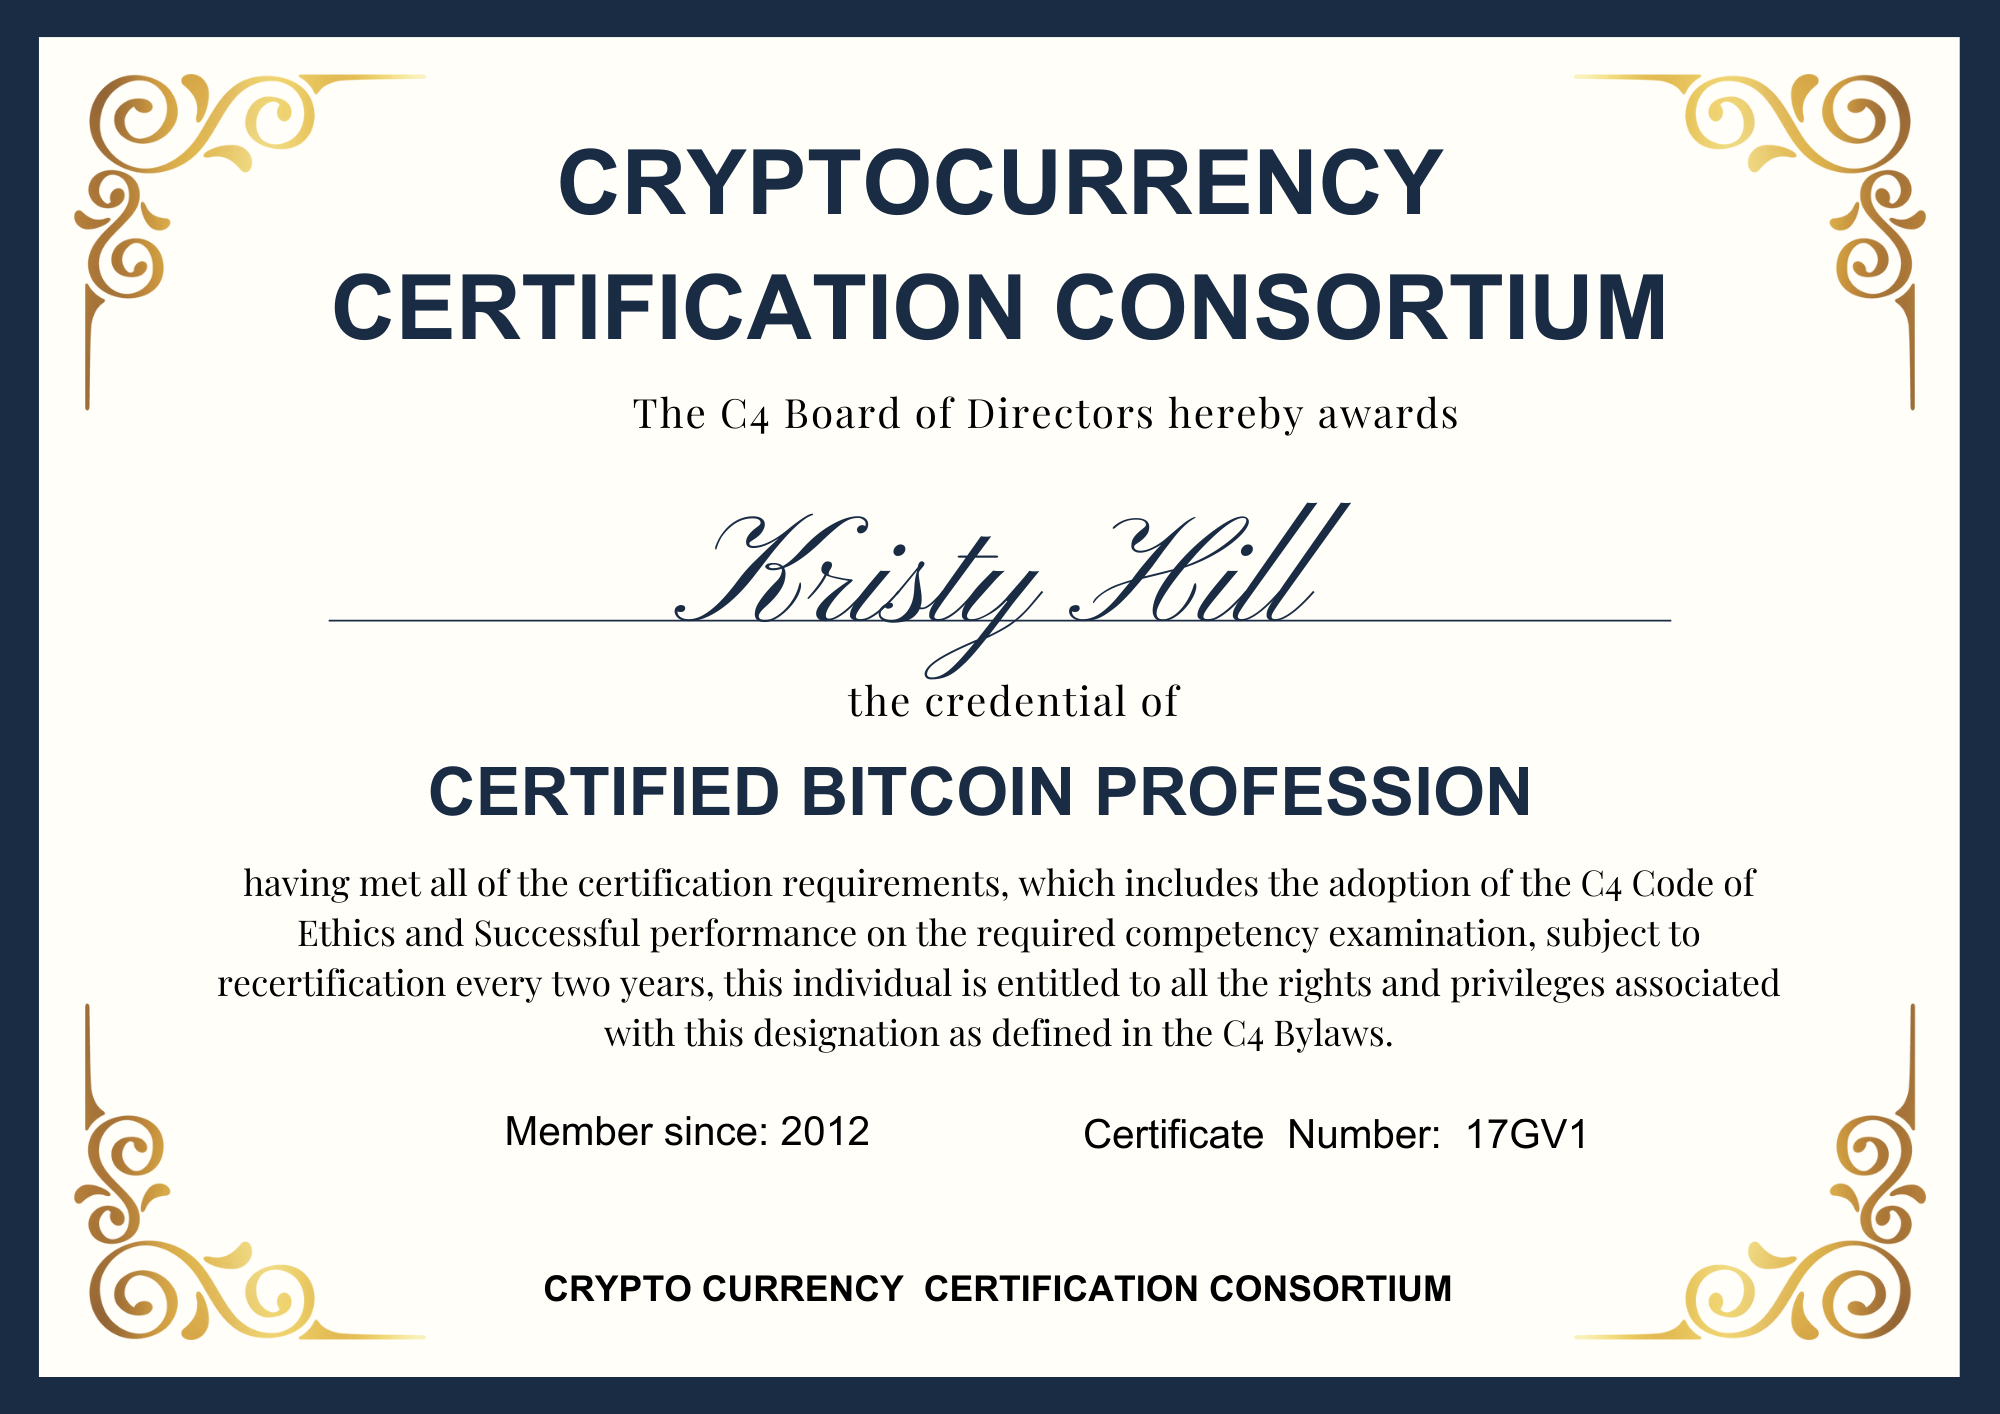 CRYPTOCURRENCY
CERTIFICATION CONSORTIUM
The C4 Board of Directors hereby awards
Kristy Hill
the credential of
CERTIFIED BITCOIN PROFESSION
having met all of the certification requirements, which includes the adoption of the C4 Code of
Ethics and Successful performance on the required competency examination, subject to
recertification every two years, this individual is entitled to all the rights and privileges associated
with this designation as defined in the C4 Bylaws.
Member since: 2012
Certificate Number: 17GV1
CRYPTO CURRENCY CERTIFICATION CONSORTIUM